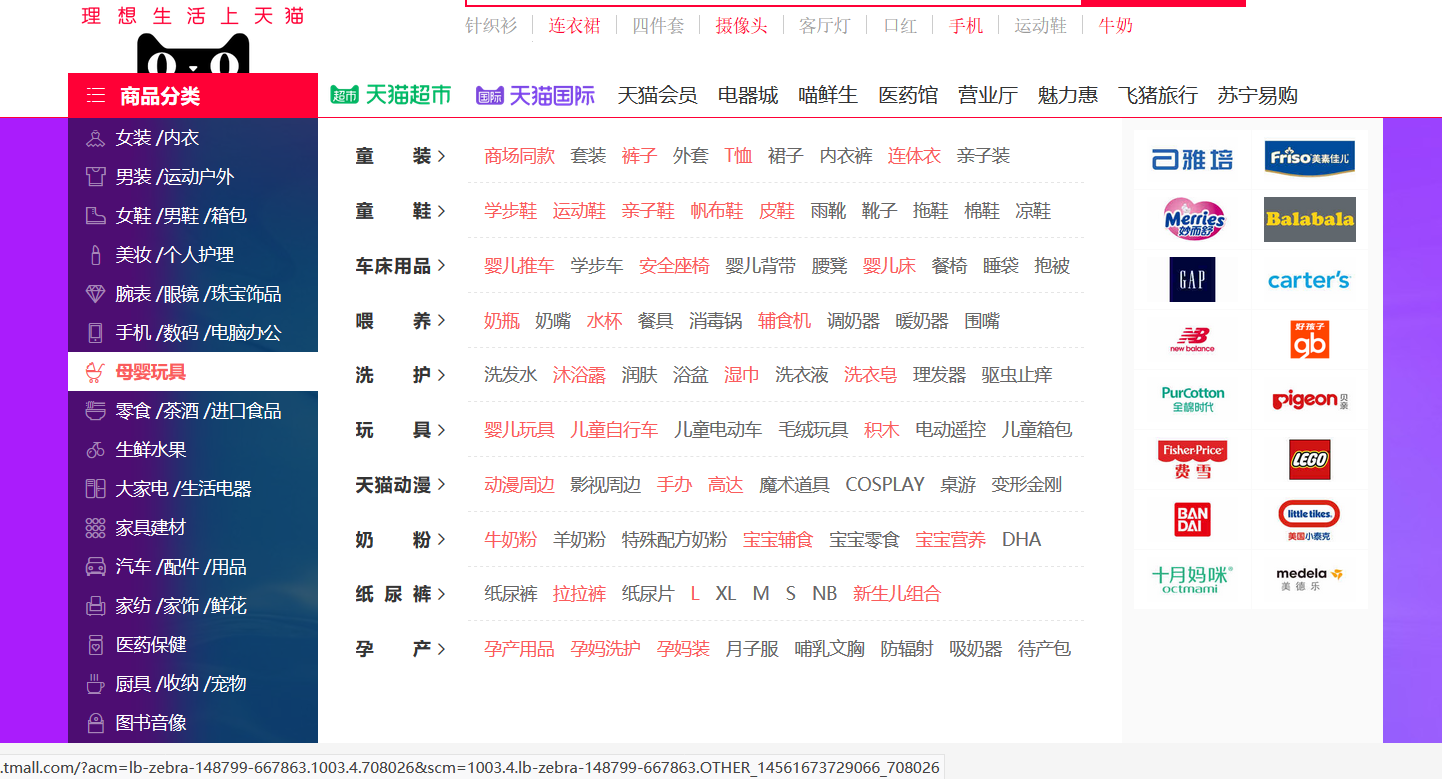 理想生活上天猫
针织衫 连衣裙 四件套 摄像头 客厅灯 口红 手机 运动鞋 牛奶
商品分类 超市 天猫超市 国际 天猫国际 天猫会员 电器城 喵鲜生 医药馆 营业厅 魅力惠 飞猪旅行 苏宁易购
女装 /内衣
男装 /运动户外
女鞋 /男鞋 /箱包
美妆 /个人护理
腕表 /眼镜 /珠宝饰品
手机 /数码 /电脑办公
母婴玩具
零食 /茶酒 /进口食品
生鲜水果
大家电 /生活电器
家具建材
汽车 /配件 /用品
家纺 /家饰 /鲜花
医药保健
厨具 /收纳 /宠物
图书音像
童 装 > 商场同款 套装 裤子 外套 T恤 裙子 内衣裤 连体衣 亲子装
童 鞋 > 学步鞋 运动鞋 亲子鞋 帆布鞋 皮鞋 雨靴 靴子 拖鞋 棉鞋 凉鞋
车床用品 > 婴儿推车 学步车 安全座椅 婴儿背带 腰凳 婴儿床 餐椅 睡袋 抱被
喂 养 > 奶瓶 奶嘴 水杯 餐具 消毒锅 辅食机 调奶器 暖奶器 围嘴
洗 护 > 洗发水 沐浴露 润肤 浴盆 湿巾 洗衣液 洗衣皂 理发器 驱虫止痒
玩 具 > 婴儿玩具 儿童自行车 儿童电动车 毛绒玩具 积木 电动遥控 儿童箱包
天猫动漫 > 动漫周边 影视周边 手办 高达 魔术道具 COSPLAY 桌游 变形金刚
奶 粉 > 牛奶粉 羊奶粉 特殊配方奶粉 宝宝辅食 宝宝零食 宝宝营养 DHA
纸 尿 裤 > 纸尿裤 拉拉裤 纸尿片 L XL M S NB 新生儿组合
孕 产 > 孕产用品 孕妈洗护 孕妈装 月子服 哺乳文胸 防辐射 吸奶器 待产包
雅培 Friso美素佳儿
Merries 妙而舒 Balabala
GAP carter's
new balance 好孩子 gb
PurCotton 全棉时代 Pigeon 贝亲
Fisher-Price 费雪 LEGO
BAN DAI little tikes 美国小泰克
十月妈咪 octmami medela 美德乐
.tmall.com/?acm=lb-zebra-148799-667863.1003.4.708026&scm=1003.4.lb-zebra-148799-667863.OTHER_14561673729066_708026